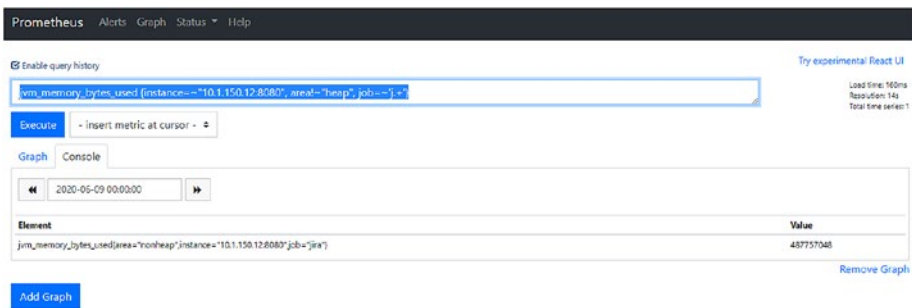 Prometheus Alerts Graph Status Help
Enable query history
Try experimental React UI
jvm_memory_bytes_used {instance=~"10.1.150.12:8080", area!~"heap", job=~"j.+"}
Load time: 160ms
Resolution: 14s
Total time series: 1
Execute - insert metric at cursor -
Graph Console
2020-06-09 00:00:00
Element Value
jvm_memory_bytes_used{area="nonheap",instance="10.1.150.12:8080",job="jira"} 487757048
Remove Graph
Add Graph